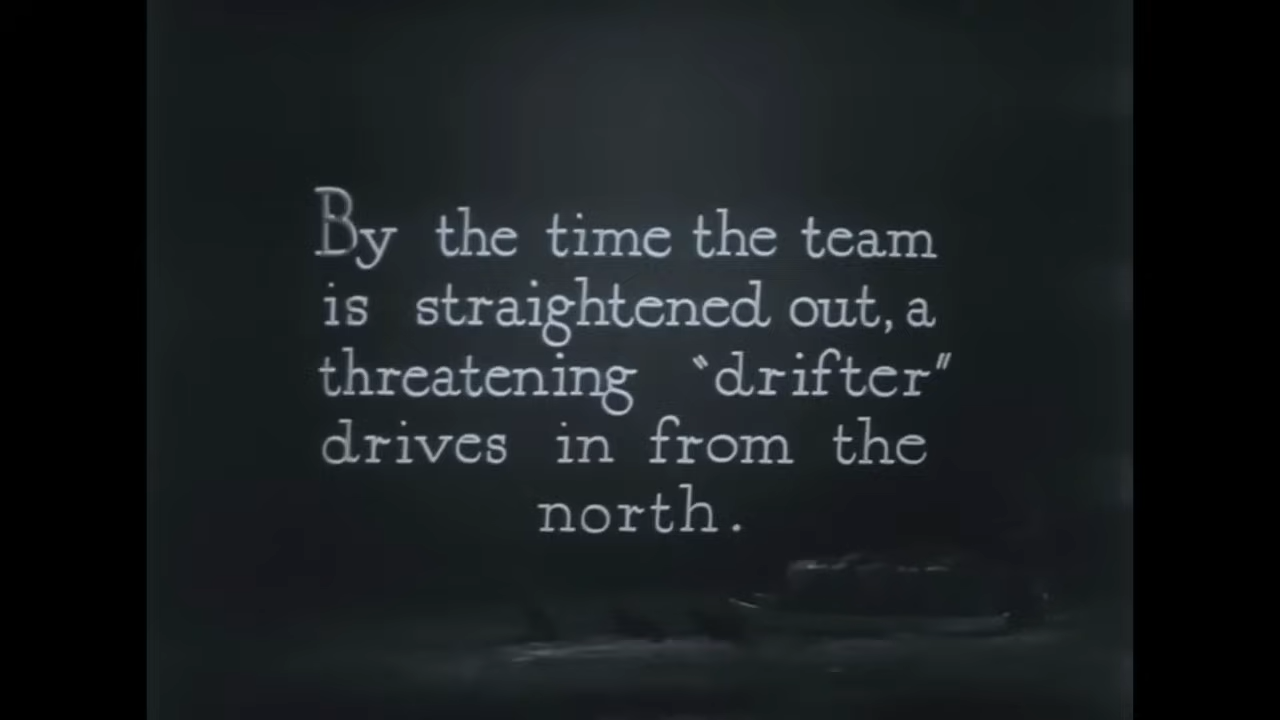 By the time the team
is straightened out, a
threatening "drifter"
drives in from the
north.